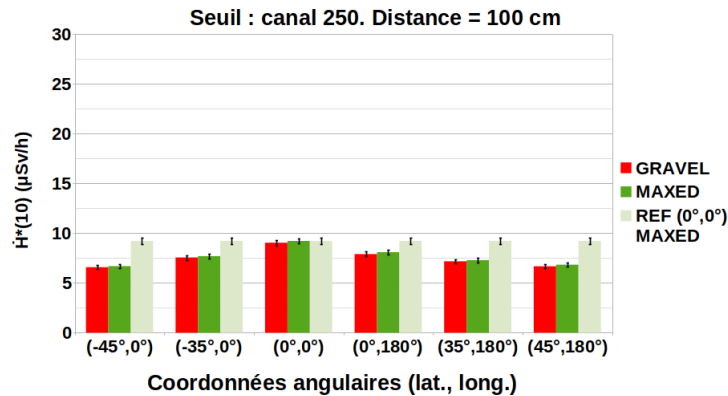 Seuil : canal 250. Distance = 100 cm
30
25
20
15
10
5
0
Ḣ*(10) (µSv/h)
(-45°,0°) (-35°,0°) (0°,0°) (0°,180°) (35°,180°) (45°,180°)
Coordonnées angulaires (lat., long.)
GRAVEL
MAXED
REF (0°,0°)
MAXED